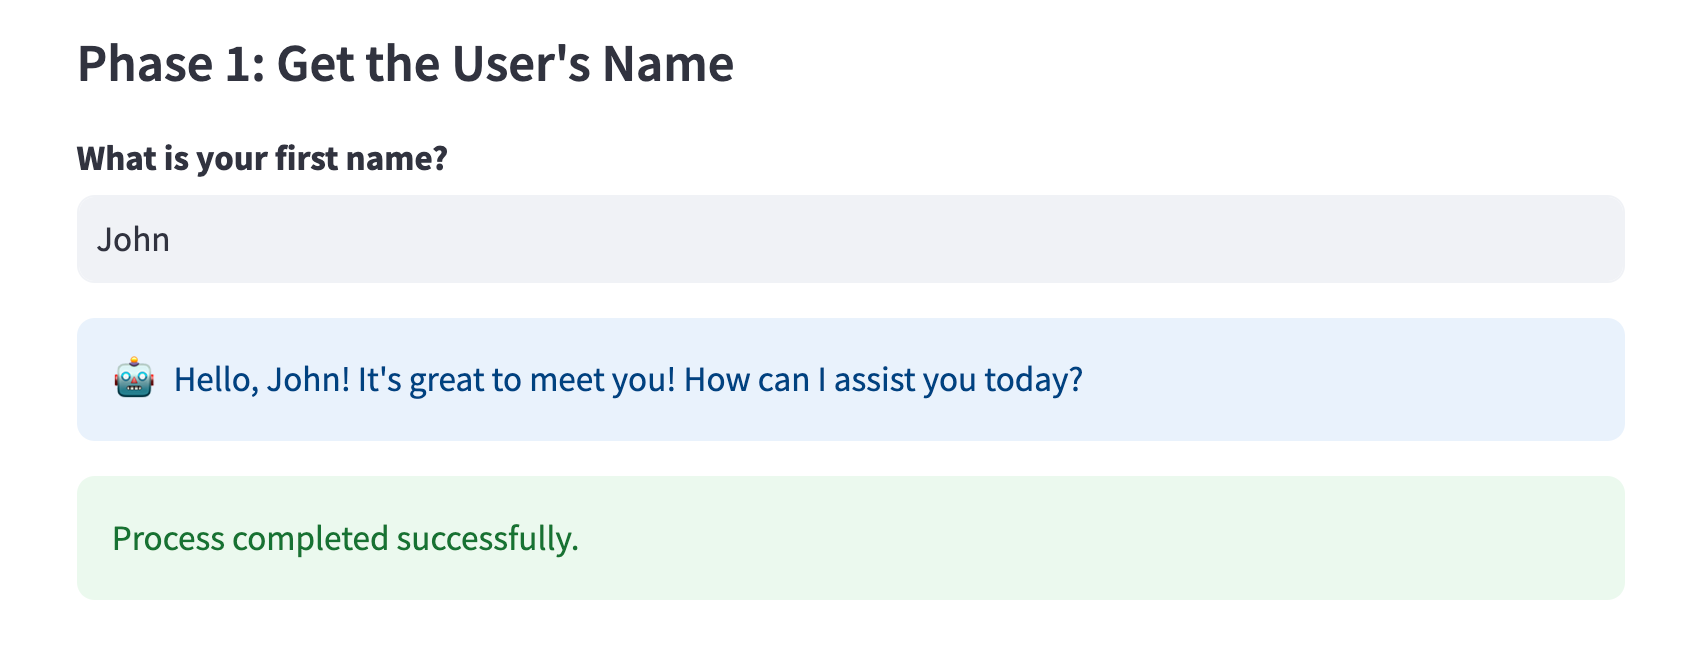 Phase 1: Get the User's Name
What is your first name?
John
Hello, John! It's great to meet you! How can I assist you today?
Process completed successfully.